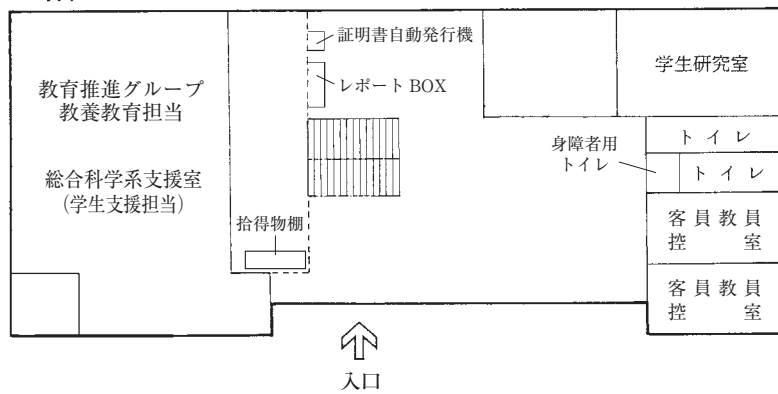 証明書自動発行機
レポート BOX
教育推進グループ
教養教育担当
総合科学系支援室
(学生支援担当)
拾得物棚
学生研究室
身障者用
トイレ
トイレ
トイレ
客員教員
控室
客員教員
控室
入口